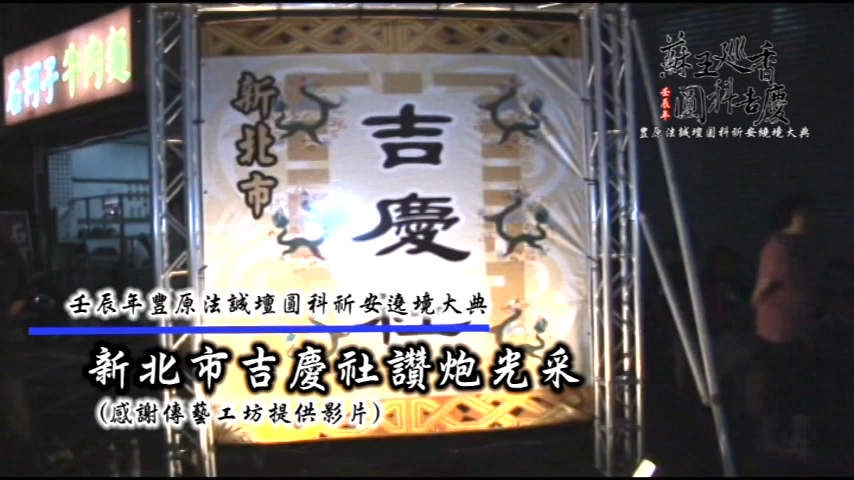 石河子牛肉麵
新北市
吉慶社
蘇王巡香
圓科吉慶
壬辰年
豐原法誠壇圓科祈安繞境大典
壬辰年豐原法誠壇圓科祈安遶境大典
新北市吉慶社讚炮光采
(感謝傳藝工坊提供影片)